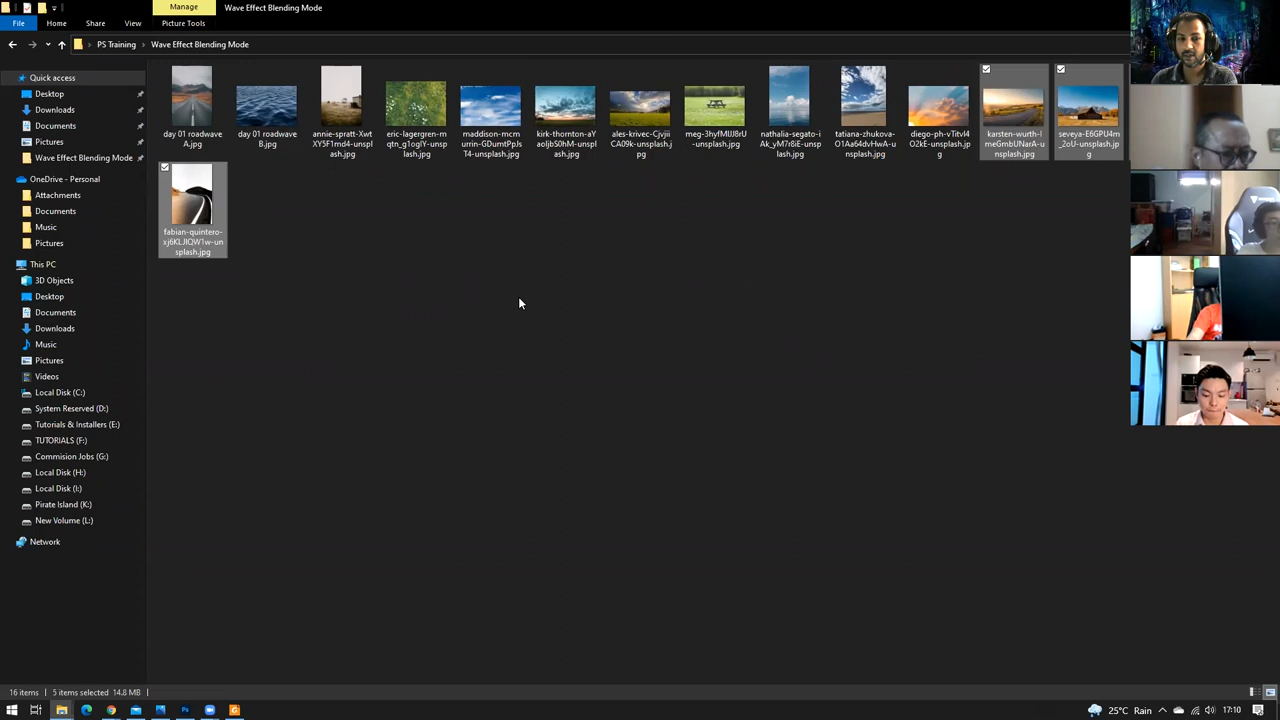 Manage
Wave Effect Blending Mode
File
Home
Share
View
Picture Tools
PS Training
Wave Effect Blending Mode
Quick access
Desktop
Downloads
Documents
Pictures
Wave Effect Blending Mode
OneDrive - Personal
Attachments
Documents
Music
Pictures
This PC
3D Objects
Desktop
Documents
Downloads
Music
Pictures
Videos
Local Disk (C:)
System Reserved (D:)
Tutorials & Installers (E:)
TUTORIALS (F:)
Commision Jobs (G:)
Local Disk (H:)
Local Disk (I:)
Pirate Island (K:)
New Volume (L:)
Network
day 01 roadwave
A.jpg
day 01 roadwave
B.jpg
annie-spratt-Xwt
XY5F1md4-unspl
ash.jpg
eric-lagergren-m
qtn_g1ogIY-uns
plash.jpg
maddison-mcm
urrin-GDumtPpJs
T4-unsplash.jpg
kirk-thornton-aY
aoIjbS0hM-unspl
ash.jpg
ales-krivec-Cjvjii
CA09k-unsplash.j
pg
meg-3hyfMlJJ8rU
-unsplash.jpg
nathalia-segato-i
Ak_yM7r8iE-unsp
lash.jpg
tatiana-zhukova-
O1Aa64dvHwA-u
nsplash.jpg
diego-ph-vTitvl4
O2kE-unsplash.j
pg
karsten-wurth-l
meGmbUNarA-u
nsplash.jpg
seveya-E6GPU4m
_2oU-unsplash.jp
g
fabian-quintero-
xj6KLJIQW1w-un
splash.jpg
16 items
5 items selected 14.8 MB
25°C Rain
17:10